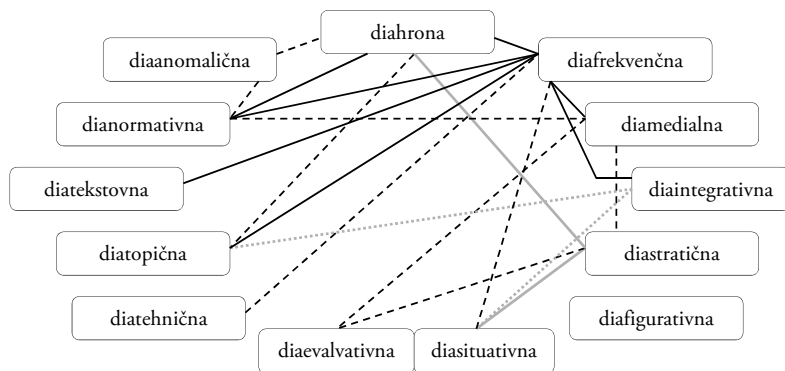 diahrona
diaanomalična
diafrekvenčna
dianormativna
diamedialna
diatekstovna
diaintegrativna
diatopična
diastratična
diatehnična
diafigurativna
diaevalvativna
diasituativna